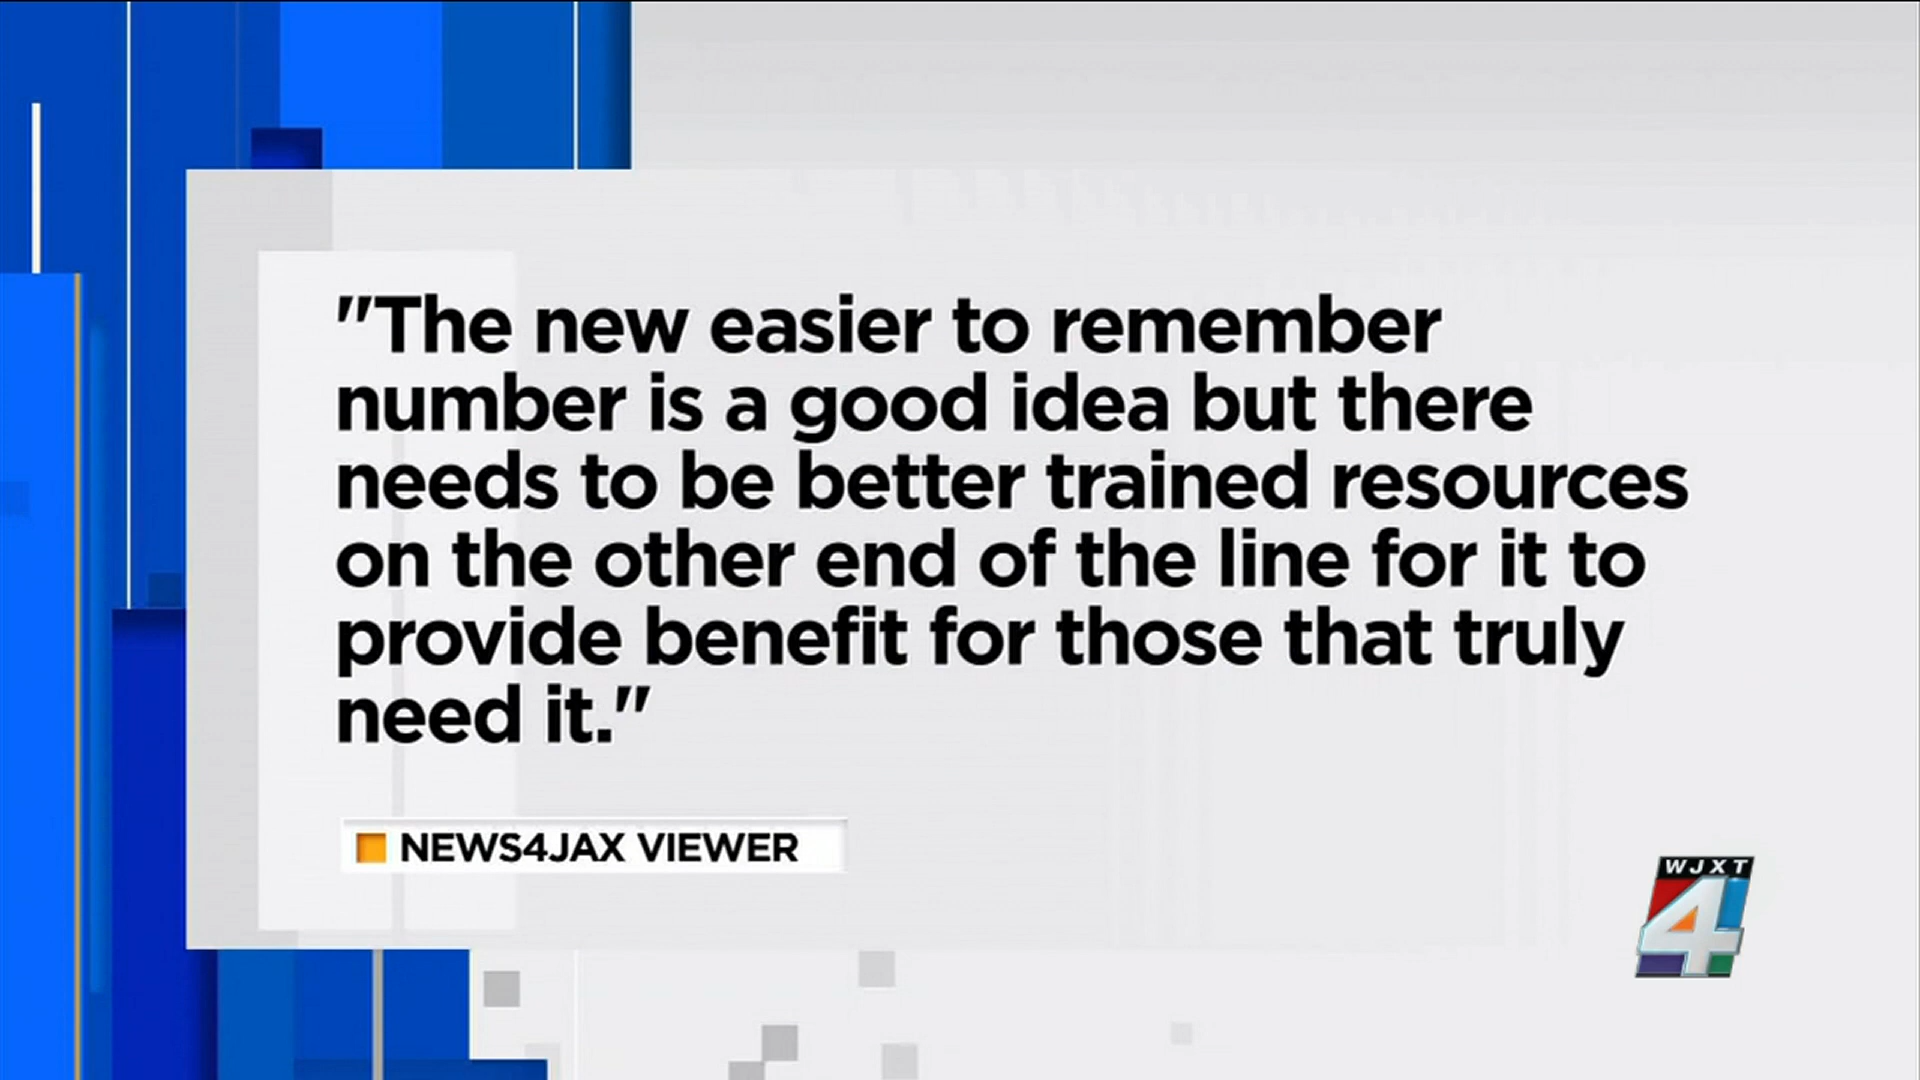 "The new easier to remember
number is a good idea but there
needs to be better trained resources
on the other end of the line for it to
provide benefit for those that truly
need it."
NEWS4JAX VIEWER
WJXT
4